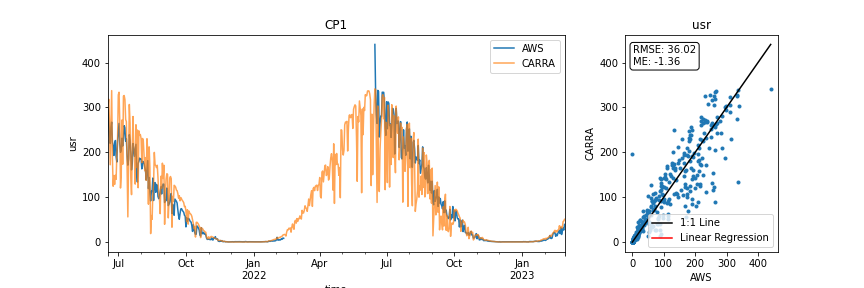 CP1
usr
400
300
200
100
0
usr
AWS
CARRA
Jul
Oct
Jan
2022
Apr
Jul
Oct
Jan
2023
usr
400
300
200
100
0
CARRA
RMSE: 36.02
ME: -1.36
1:1 Line
Linear Regression
0
100
200
300
400
AWS